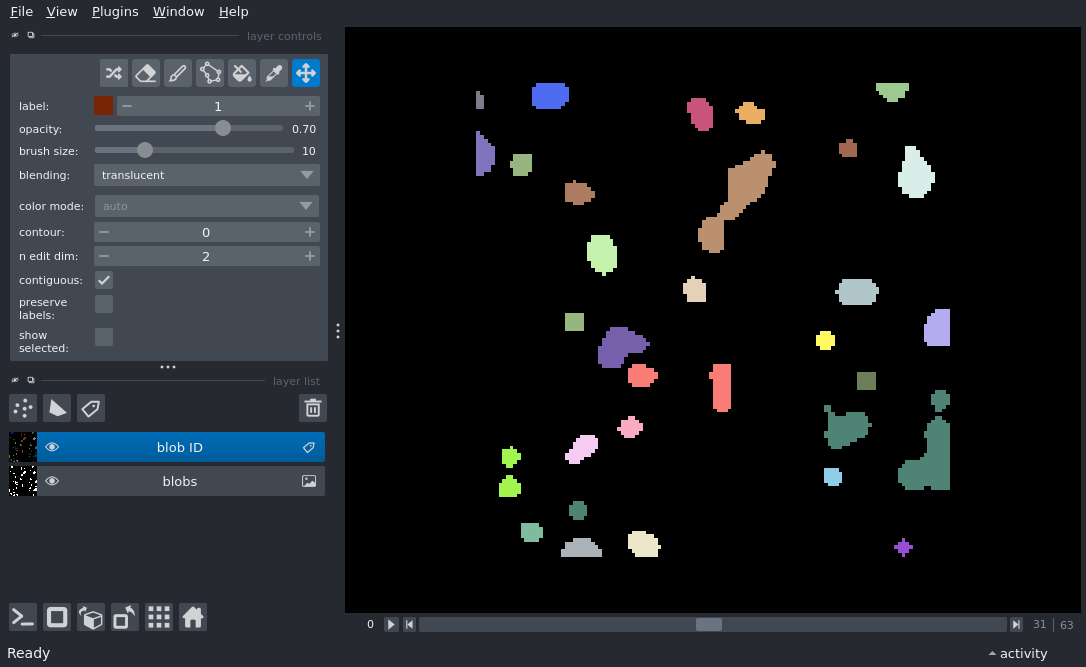 File View Plugins Window Help
layer controls
label: 1
opacity: 0.70
brush size: 10
blending: translucent
color mode: auto
contour: 0
n edit dim: 2
contiguous:
preserve
labels:
show
selected:
layer list
blob ID
blobs
0 31 63
Ready activity